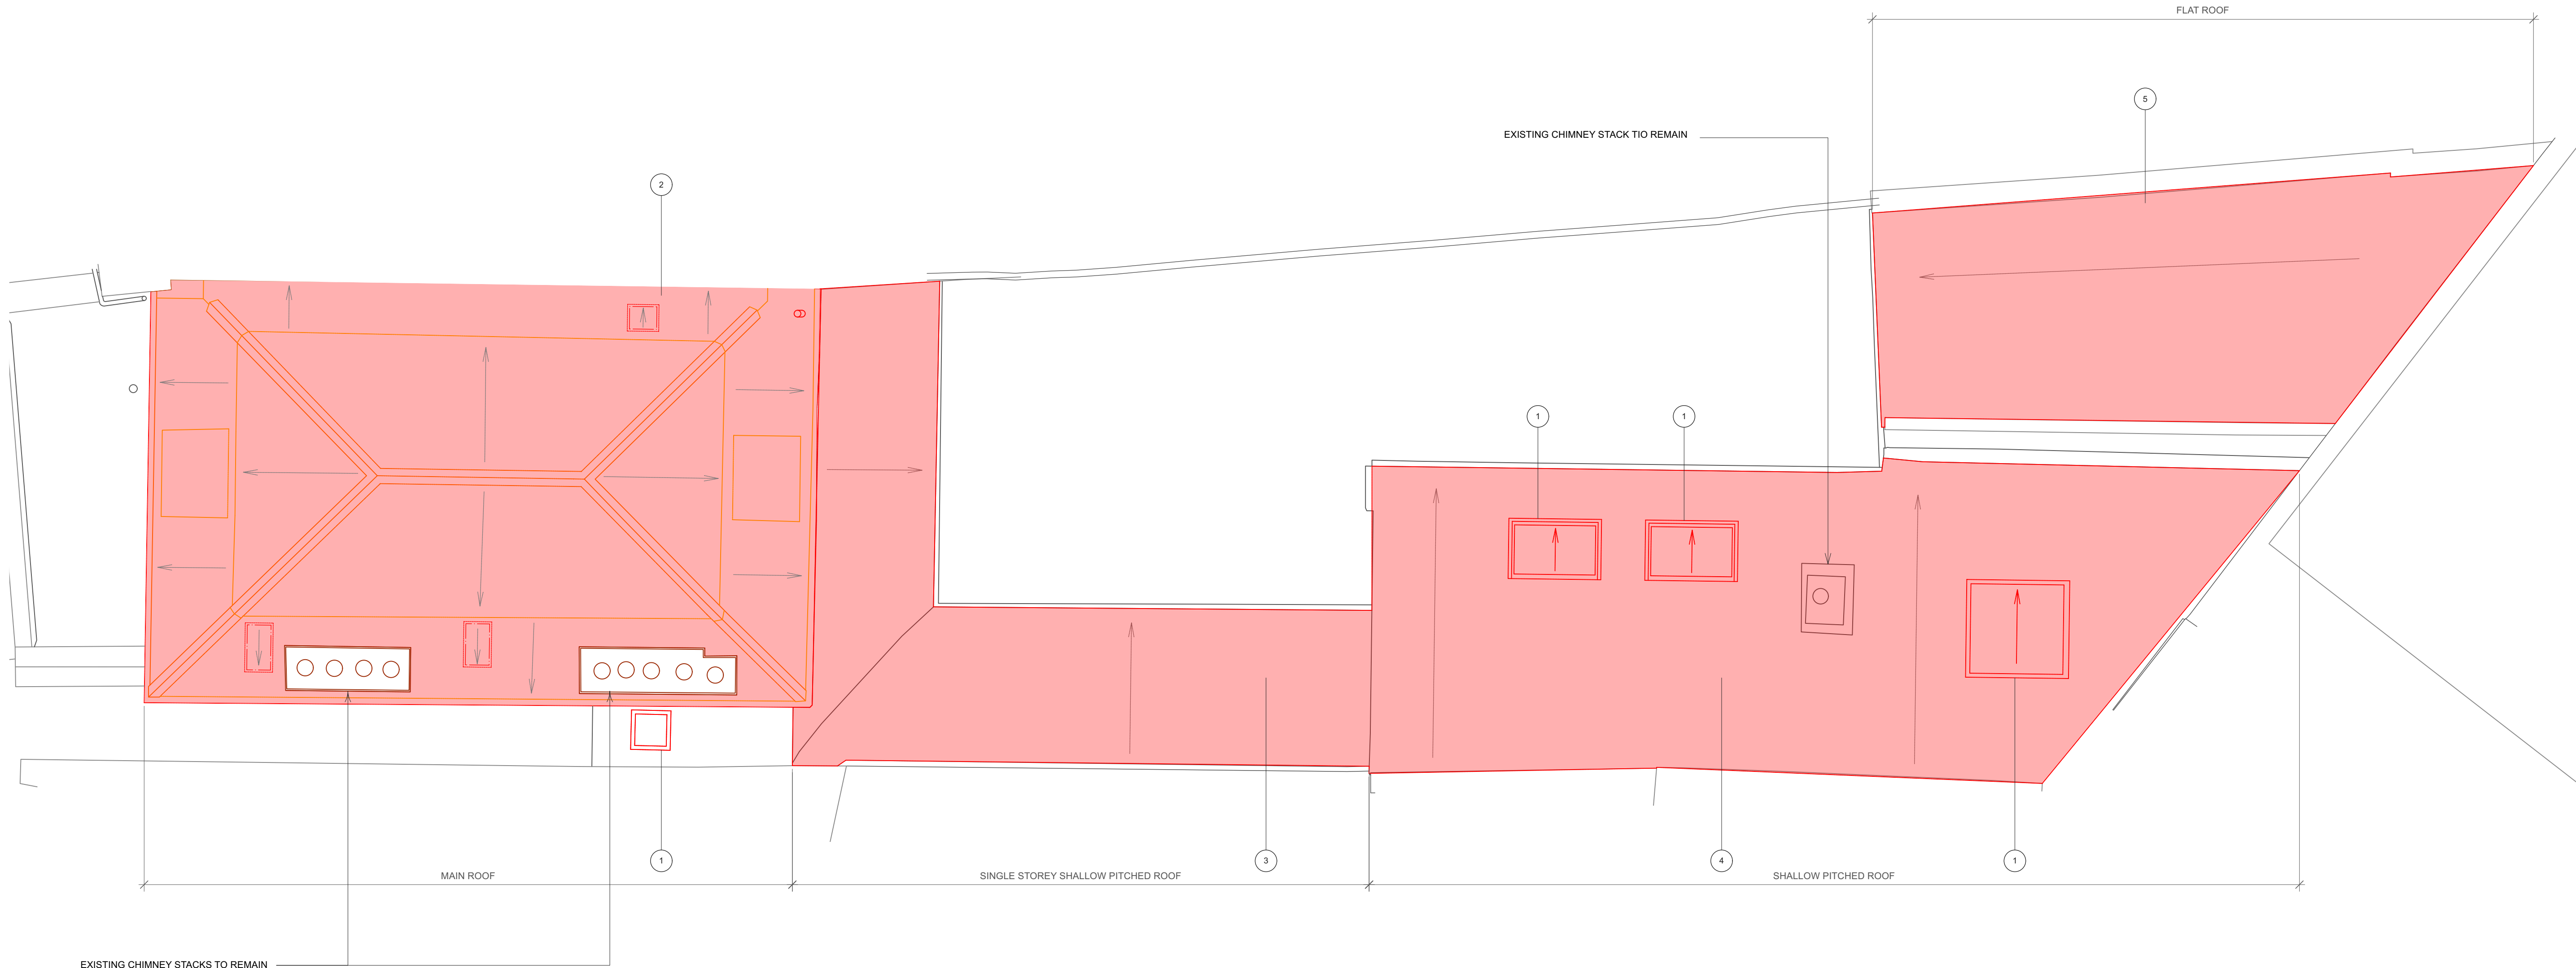 FLAT ROOF
5
EXISTING CHIMNEY STACK TIO REMAIN
2
1
1
1
3
4
1
MAIN ROOF
SINGLE STOREY SHALLOW PITCHED ROOF
SHALLOW PITCHED ROOF
EXISTING CHIMNEY STACKS TO REMAIN